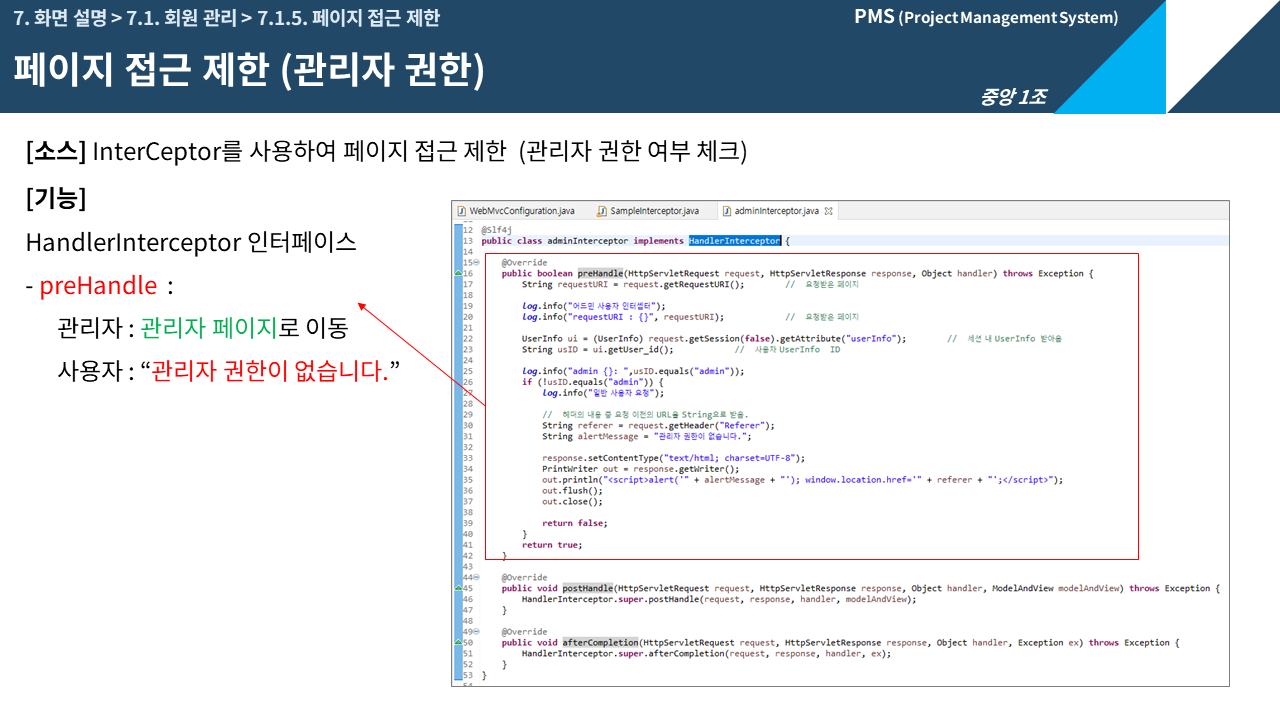 7. 화면 설명 > 7.1. 회원 관리 > 7.1.5. 페이지 접근 제한
PMS (Project Management System)
페이지 접근 제한 (관리자 권한)
중앙 1조
[소스] InterCeptor를 사용하여 페이지 접근 제한 (관리자 권한 여부 체크)
[기능]
HandlerInterceptor 인터페이스
- preHandle :
관리자 : 관리자 페이지로 이동
사용자 : “관리자 권한이 없습니다.”
WebMvcConfiguration.java SampleInterceptor.java adminInterceptor.java
12 @Slf4j
13 public class adminInterceptor implements HandlerInterceptor {
14
15 @Override
16 public boolean preHandle(HttpServletRequest request, HttpServletResponse response, Object handler) throws Exception {
17 String requestURI = request.getRequestURI(); // 요청받은 페이지
18
19 log.info("어드민 사용자 인터셉터");
20 log.info("requestURI : {}", requestURI); // 요청받은 페이지
21
22 UserInfo ui = (UserInfo) request.getSession(false).getAttribute("userInfo"); // 세션 내 UserInfo 받아옴
23 String usID = ui.getUser_id(); // 사용자 UserInfo ID
24
25 log.info("admin {}: ",usID.equals("admin"));
26 if (!usID.equals("admin")) {
27 log.info("일반 사용자 요청");
28
29 // 헤더의 내용 중 요청 이전의 URL을 String으로 받음.
30 String referer = request.getHeader("Referer");
31 String alertMessage = "관리자 권한이 없습니다.";
32
33 response.setContentType("text/html; charset=UTF-8");
34 PrintWriter out = response.getWriter();
35 out.println("<script>alert('" + alertMessage + "'); window.location.href='" + referer + "';</script>");
36 out.flush();
37 out.close();
38
39 return false;
40 }
41 return true;
42 }
43
44 @Override
45 public void postHandle(HttpServletRequest request, HttpServletResponse response, Object handler, ModelAndView modelAndView) throws Exception {
46 HandlerInterceptor.super.postHandle(request, response, handler, modelAndView);
47 }
48
49 @Override
50 public void afterCompletion(HttpServletRequest request, HttpServletResponse response, Object handler, Exception ex) throws Exception {
51 HandlerInterceptor.super.afterCompletion(request, response, handler, ex);
52 }
53 }
54